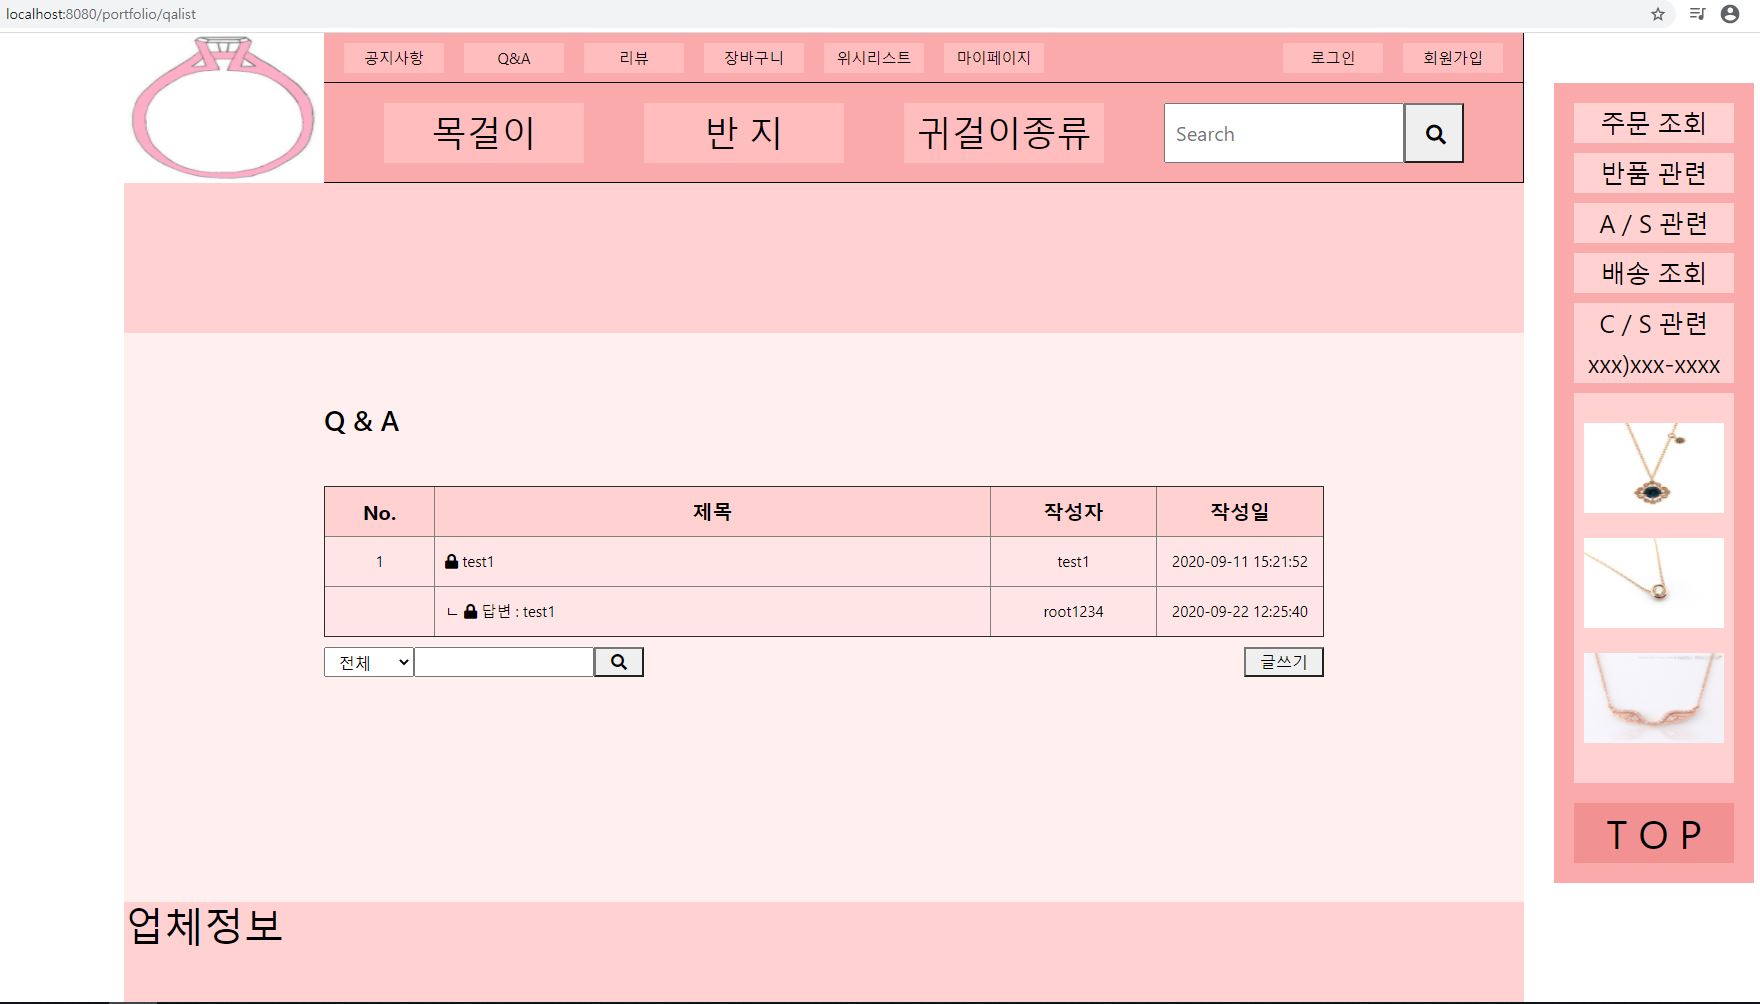 localhost:8080/portfolio/qalist
공지사항 Q&A 리뷰 장바구니 위시리스트 마이페이지 로그인 회원가입
목걸이 반 지 귀걸이종류 Search
주문 조회
반품 관련
A / S 관련
배송 조회
C / S 관련
xxx)xxx-xxxx
T O P
Q & A
No. 제목 작성자 작성일
1 test1 test1 2020-09-11 15:21:52
ㄴ 답변 : test1 root1234 2020-09-22 12:25:40
전체 글쓰기
업체정보